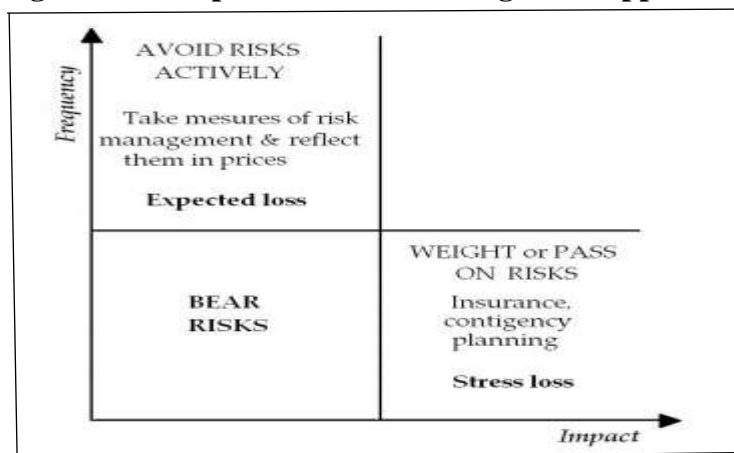 Frequency
AVOID RISKS
ACTIVELY
Take mesures of risk
management & reflect
them in prices
Expected loss
BEAR
RISKS
WEIGHT or PASS
ON RISKS
Insurance,
contigency
planning
Stress loss
Impact